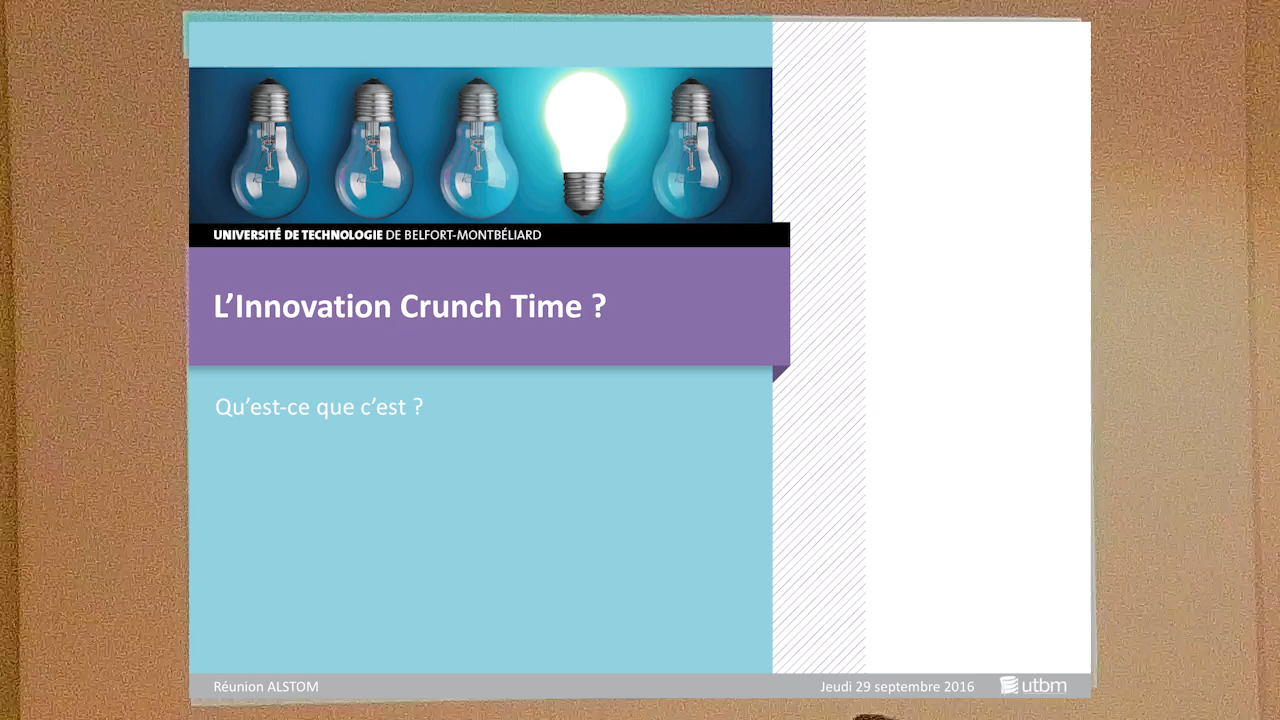 UNIVERSITÉ DE TECHNOLOGIE DE BELFORT-MONTBÉLIARD
L’Innovation Crunch Time ?
Qu’est-ce que c’est ?
Réunion ALSTOM
Jeudi 29 septembre 2016
utbm